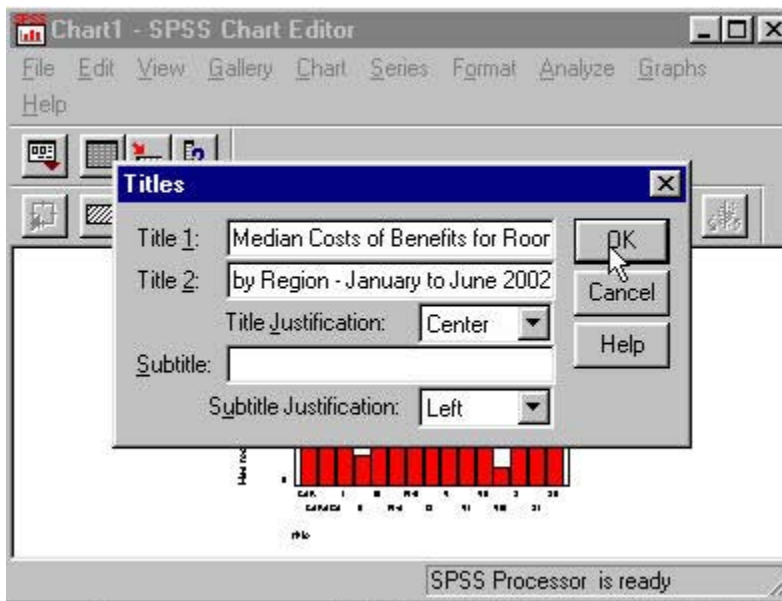 SPSS
Chart1 - SPSS Chart Editor
File Edit View Gallery Chart Series Format Analyze Graphs
Help
Titles
Title 1: Median Costs of Benefits for Roor
OK
Title 2: by Region - January to June 2002
Cancel
Title Justification: Center
Help
Subtitle:
Subtitle Justification: Left
SPSS Processor is ready